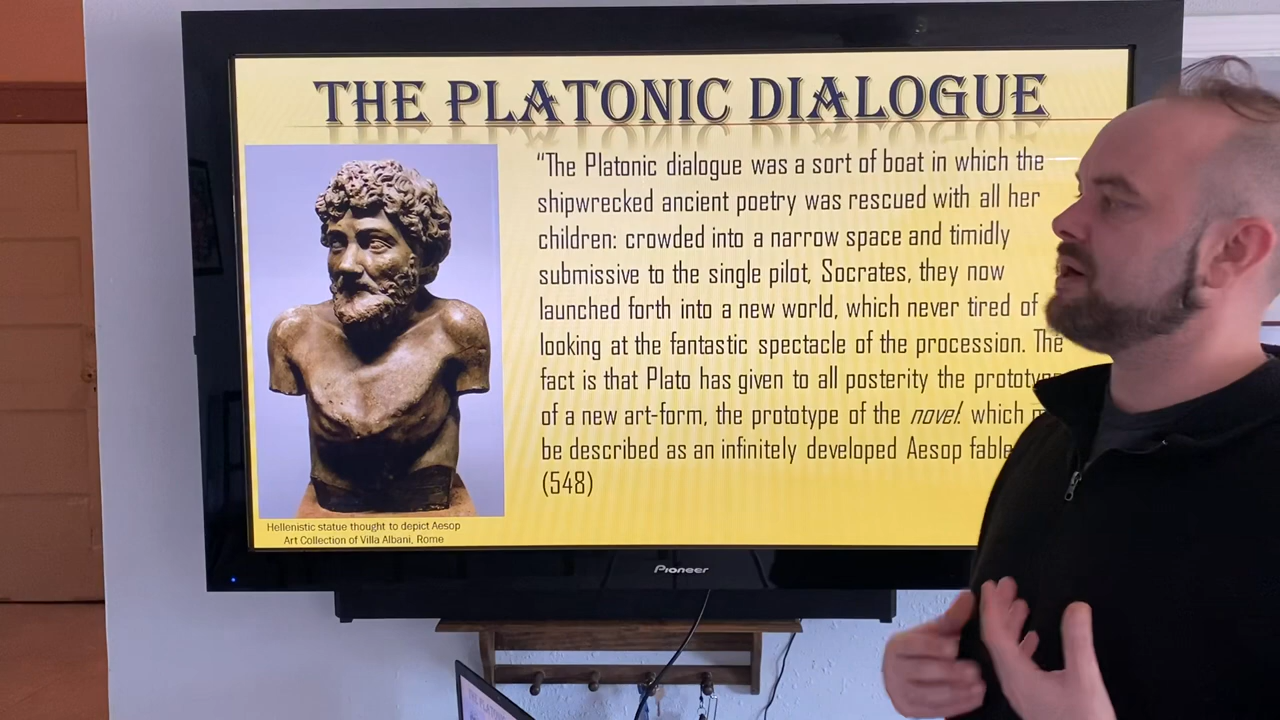 THE PLATONIC DIALOGUE
“The Platonic dialogue was a sort of boat in which the
shipwrecked ancient poetry was rescued with all her
children: crowded into a narrow space and timidly
submissive to the single pilot, Socrates, they now
launched forth into a new world, which never tired of
looking at the fantastic spectacle of the procession. The
fact is that Plato has given to all posterity the
of a new art-form, the prototype of the novel. which
be described as an infinitely developed Aesop fable
(548)
Hellenistic statue thought to depict Aesop
Art Collection of Villa Albani, Rome
Pioneer